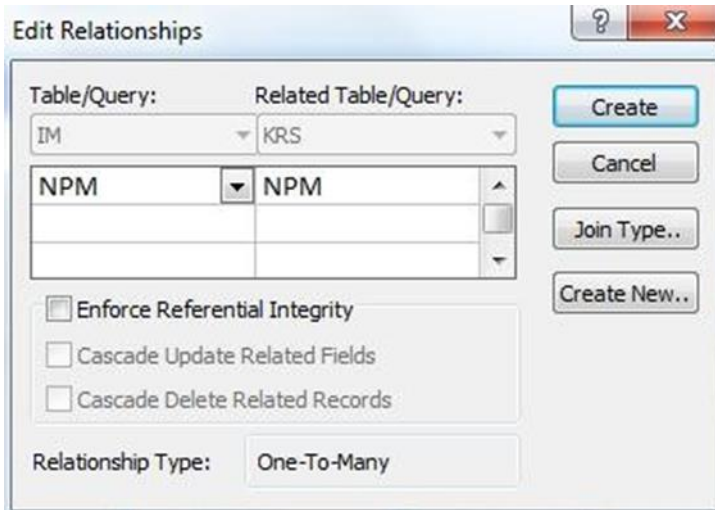 Edit Relationships
Table/Query: Related Table/Query:
IM KRS
NPM NPM
Enforce Referential Integrity
Cascade Update Related Fields
Cascade Delete Related Records
Relationship Type: One-To-Many
Create
Cancel
Join Type..
Create New..